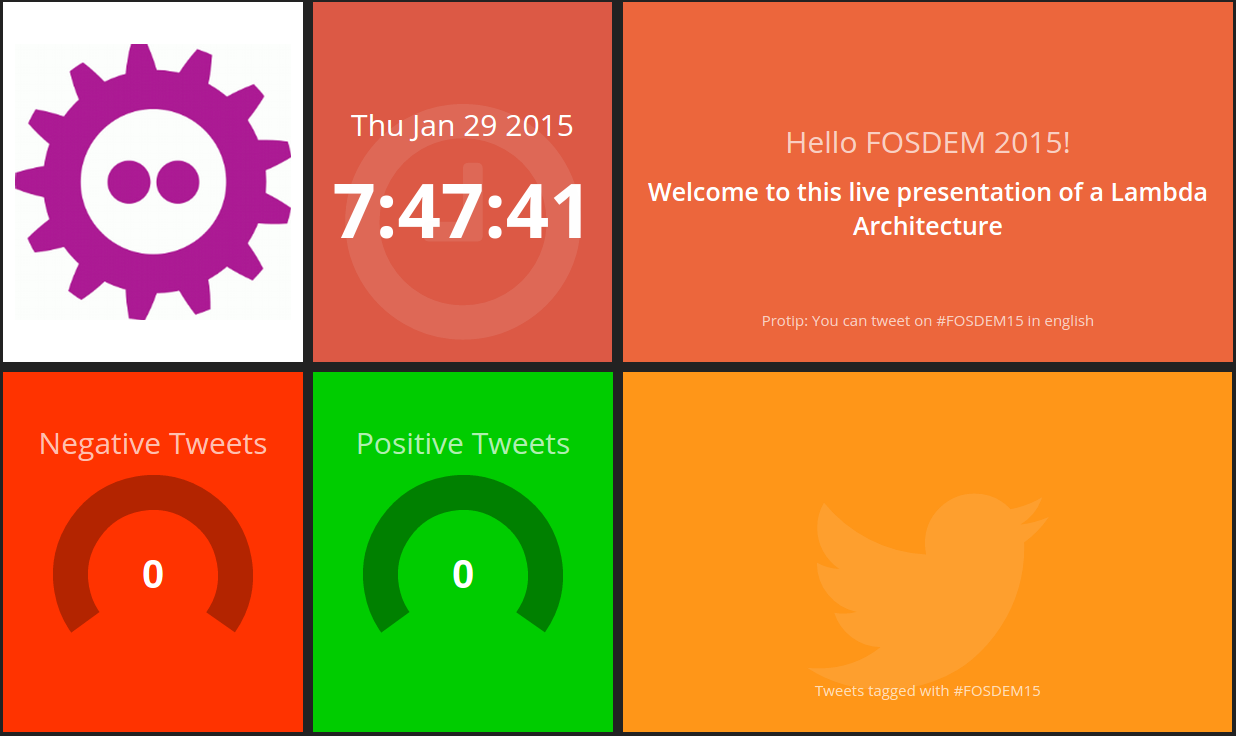 Thu Jan 29 2015
7:47:41
Hello FOSDEM 2015!
Welcome to this live presentation of a Lambda
Architecture
Protip: You can tweet on #FOSDEM15 in english
Negative Tweets
0
Positive Tweets
0
Tweets tagged with #FOSDEM15